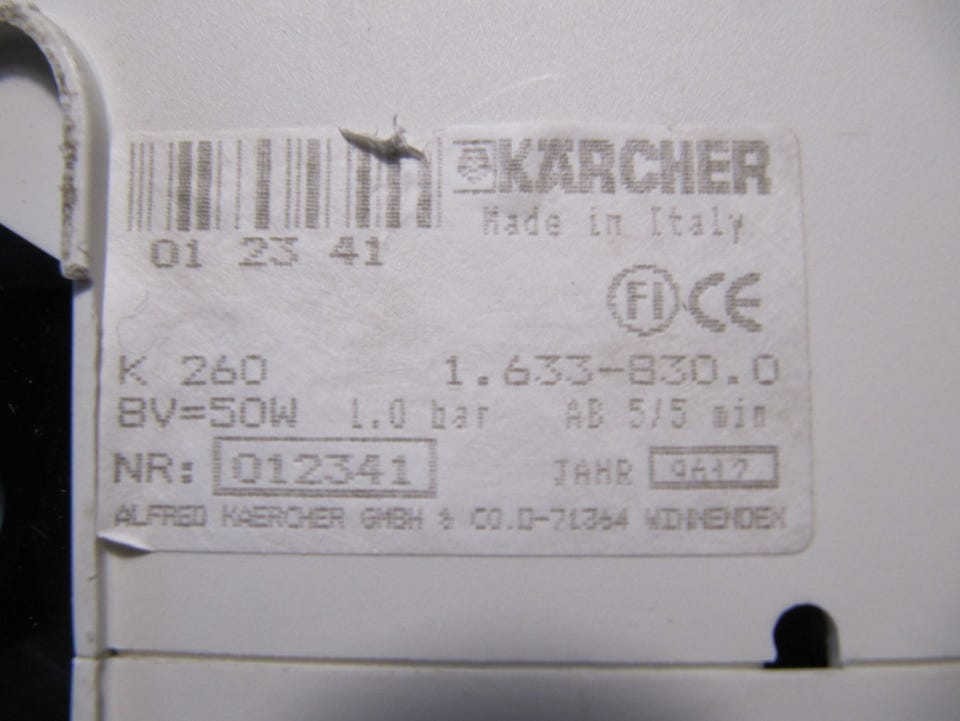 KÄRCHER
Made in Italy
01 23 41
FI CE
K 260 1.633-830.0
8V=50W 1.0 bar AB 5/5 min
NR: 012341 JAHR 9617
ALFRED KAERCHER GMBH & CO.D-71364 WINNENDEN